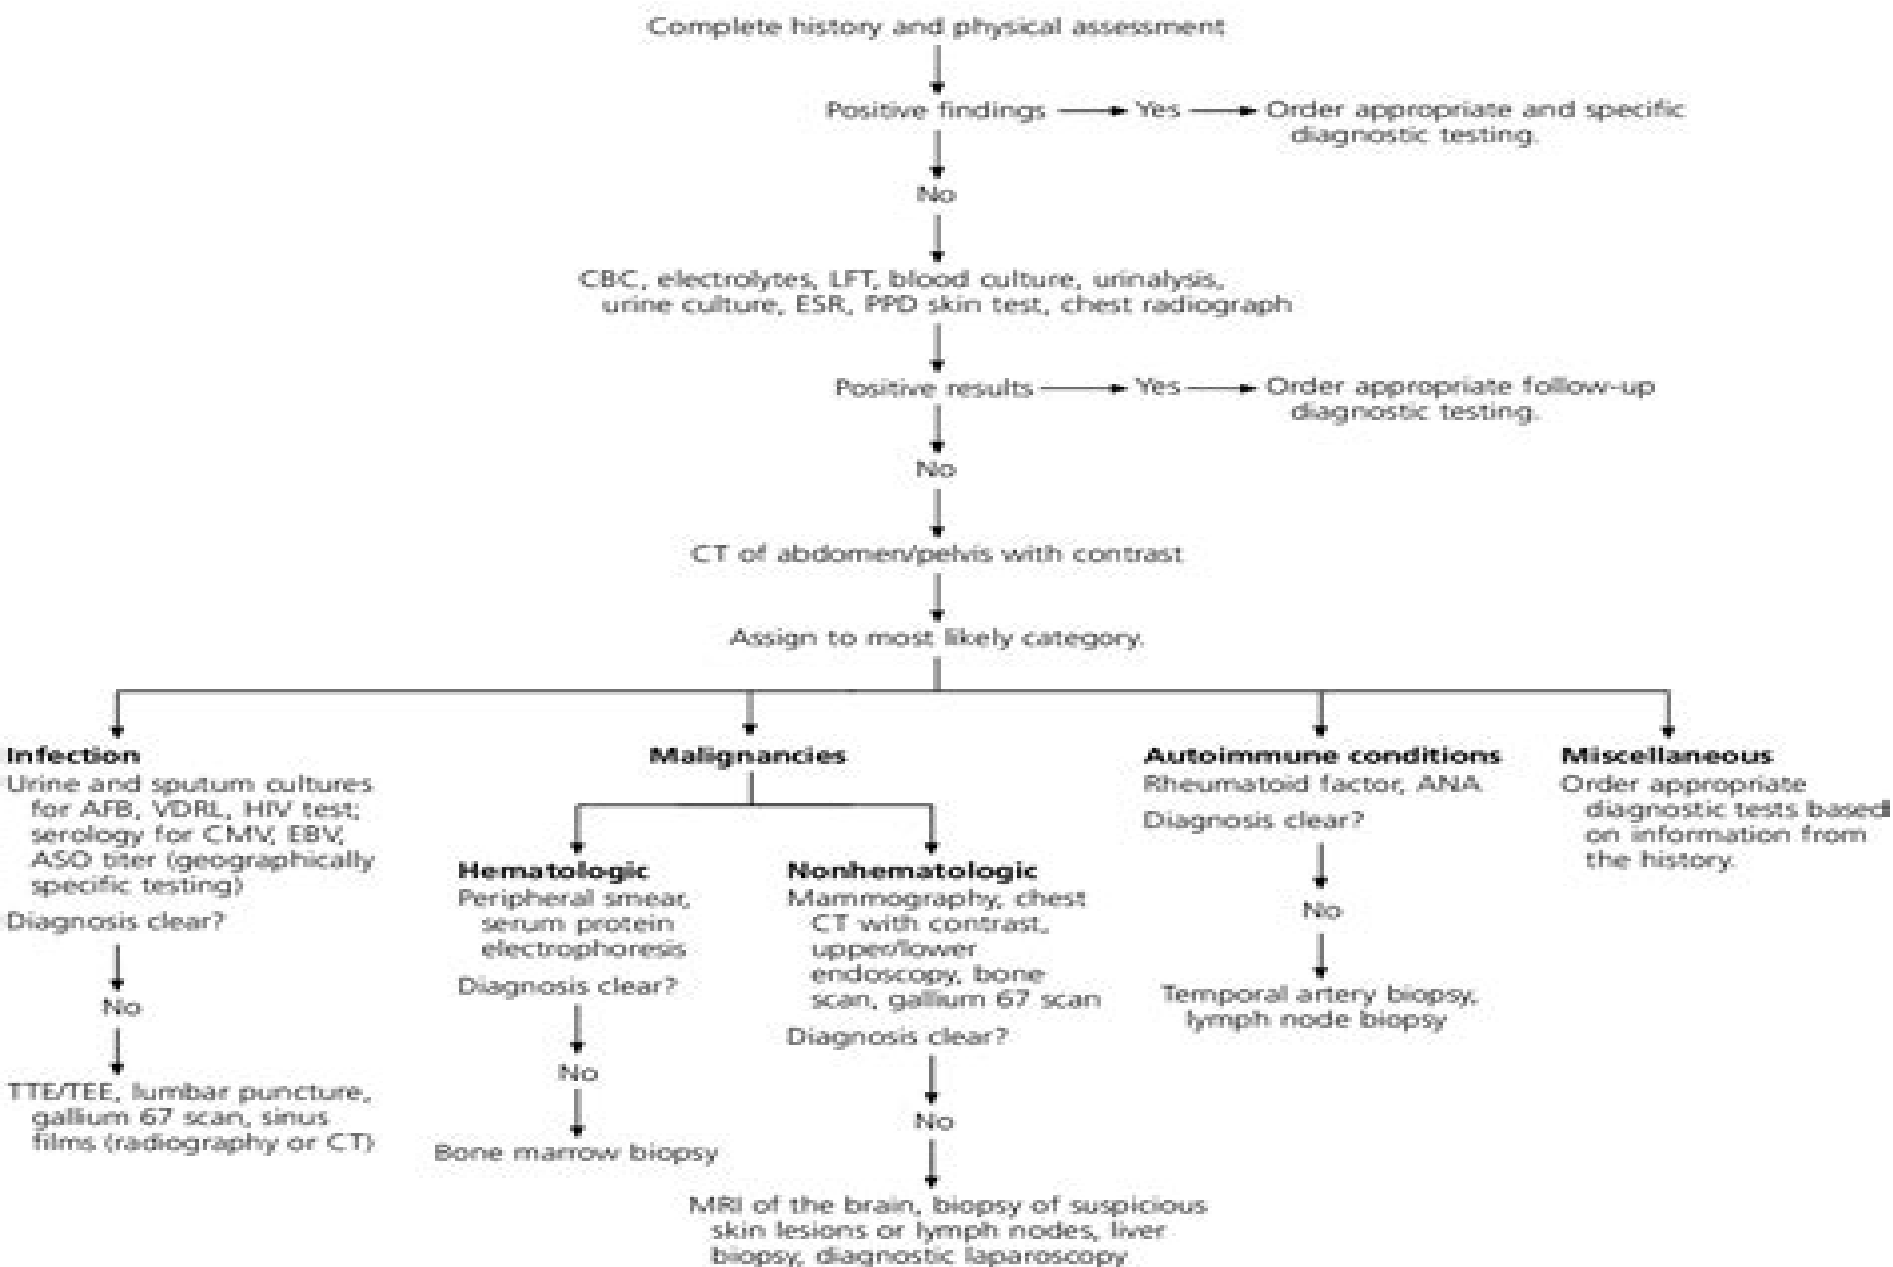 Complete history and physical assessment
Positive findings
Yes
Order appropriate and specific
diagnostic testing.
No
CBC, electrolytes, LFT, blood culture, urinalysis,
urine culture, ESR, PPD skin test, chest radiograph
Positive results
Yes
Order appropriate follow-up
diagnostic testing.
No
CT of abdomen/pelvis with contrast
Assign to most likely category.
Infection
Urine and sputum cultures
for AFB, VDRL, HIV test;
serology for CMV, EBV,
ASO titer (geographically
specific testing)
Diagnosis clear?
No
TTE/TEE, lumbar puncture,
gallium 67 scan, sinus
films (radiography or CT)
Malignancies
Hematologic
Peripheral smear,
serum protein
electrophoresis
Diagnosis clear?
No
Bone marrow biopsy
Nonhematologic
Mammography, chest
CT with contrast,
upper/lower
endoscopy, bone
scan, gallium 67 scan
Diagnosis clear?
No
MRI of the brain, biopsy of suspicious
skin lesions or lymph nodes, liver
biopsy, diagnostic laparoscopy
Autoimmune conditions
Rheumatoid factor, ANA
Diagnosis clear?
No
Temporal artery biopsy,
lymph node biopsy
Miscellaneous
Order appropriate
diagnostic tests based
on information from
the history.